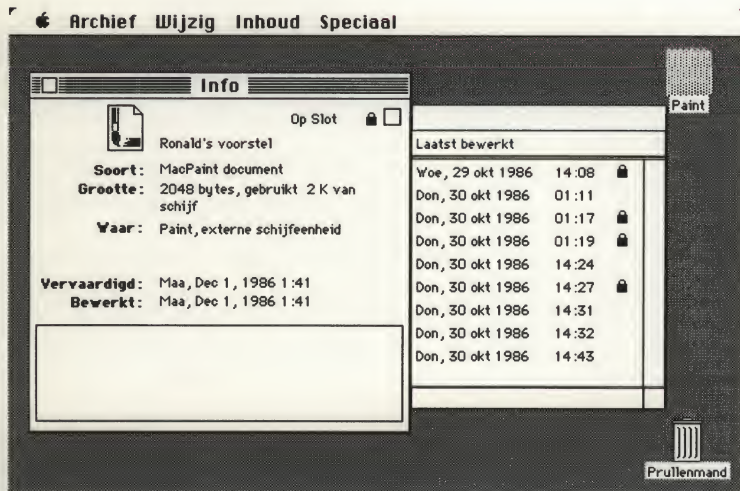 Archief Wijzig Inhoud Speciaal
Info
Op Slot
Ronald's voorstel
Soort: MacPaint document
Grootte: 2048 bytes, gebruikt 2 K van
schijf
Waar: Paint, externe schijfeenheid
Vervaardigd: Maa, Dec 1, 1986 1:41
Bewerkt: Maa, Dec 1, 1986 1:41
Laatst bewerkt
Woe, 29 okt 1986 14:08
Don, 30 okt 1986 01:11
Don, 30 okt 1986 01:17
Don, 30 okt 1986 01:19
Don, 30 okt 1986 14:24
Don, 30 okt 1986 14:27
Don, 30 okt 1986 14:31
Don, 30 okt 1986 14:32
Don, 30 okt 1986 14:43
Paint
Prullenmand